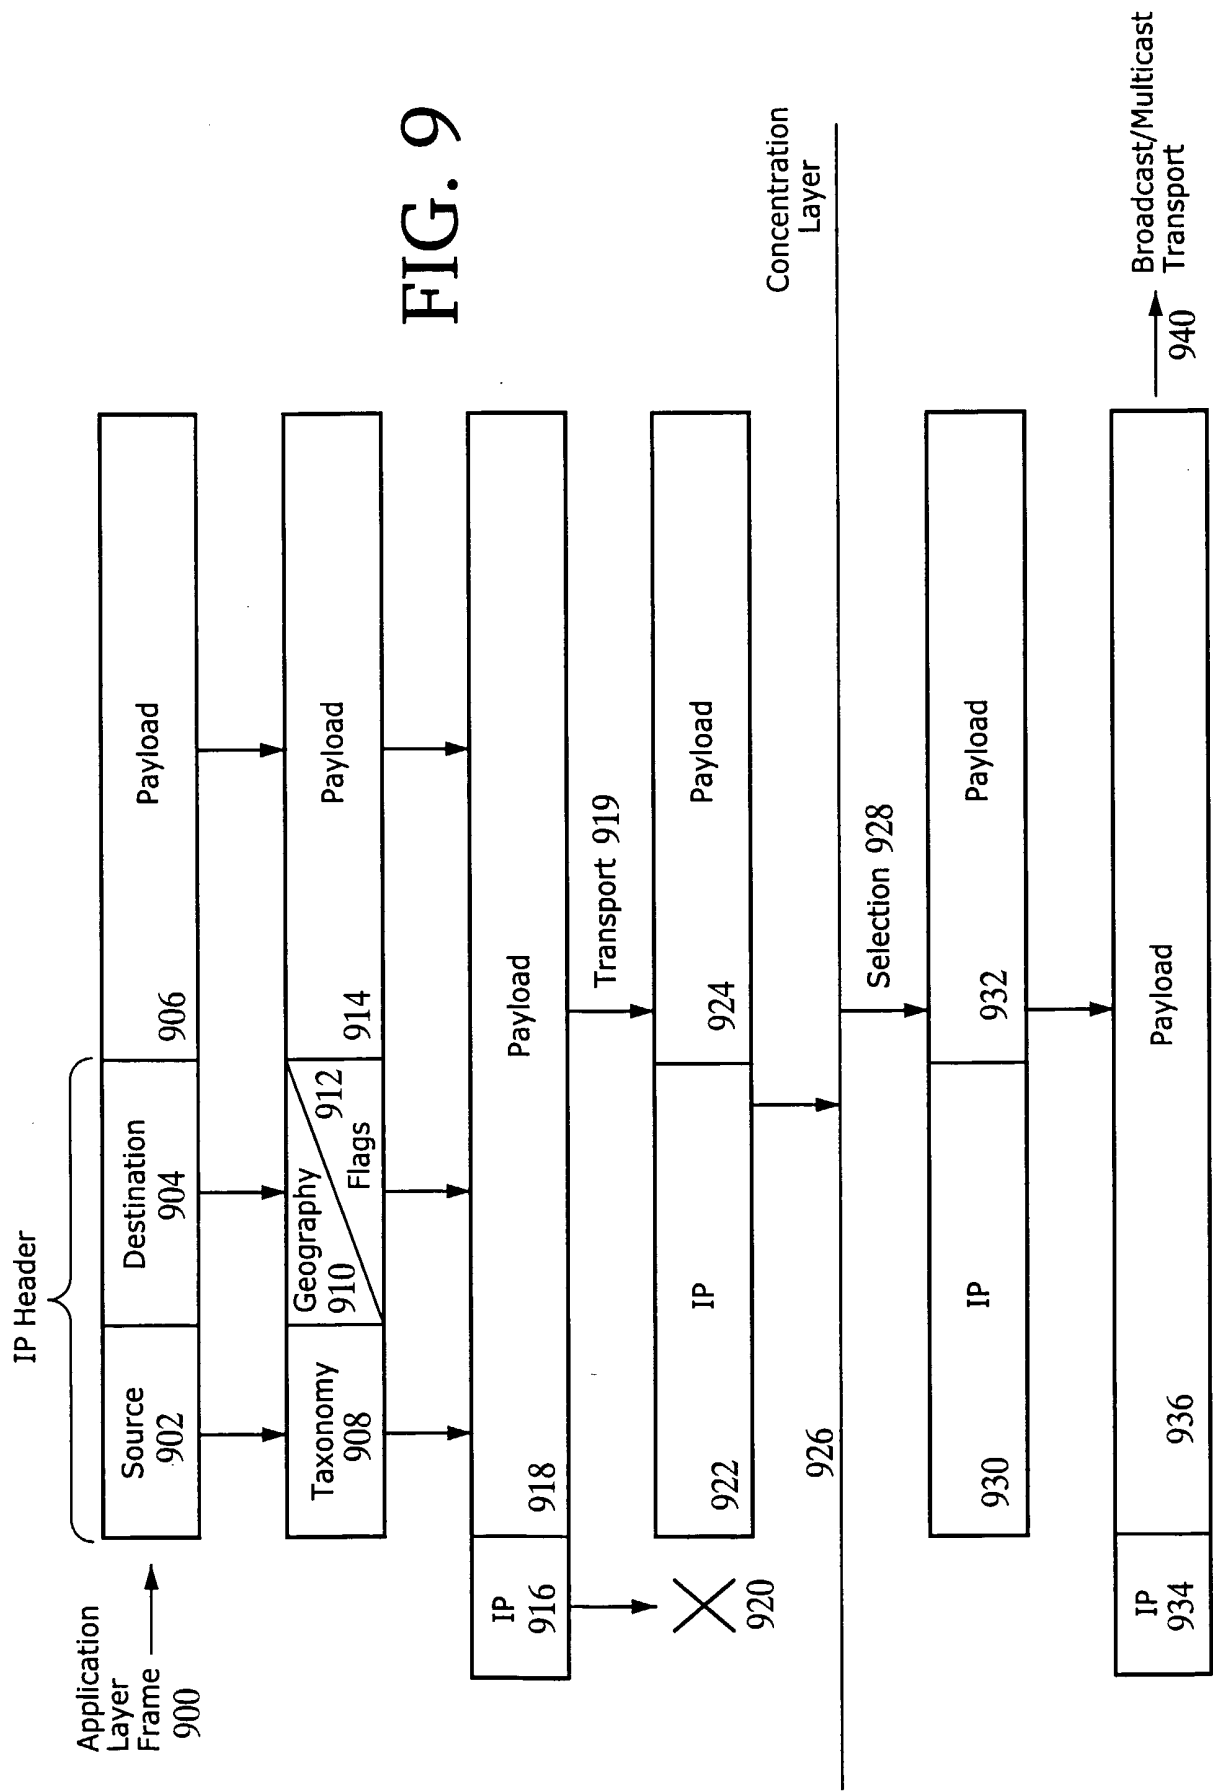 IP Header
Application
Layer
Frame
900
Source
902
Destination
904
906
Payload
Taxonomy
908
Geography
910
912
Flags
914
Payload
FIG. 9
IP
916
918
Payload
Transport 919
920
922
IP
924
Payload
926
Concentration
Layer
Selection 928
930
IP
932
Payload
IP
934
936
Payload
940
Broadcast/Multicast
Transport